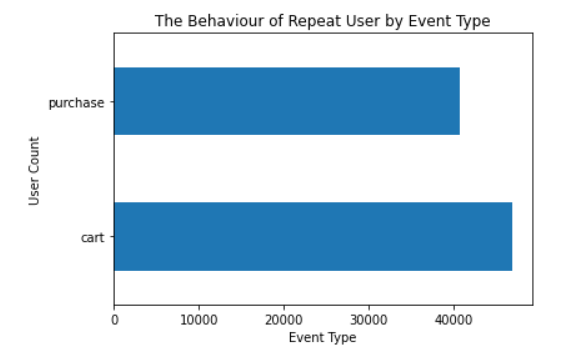 The Behaviour of Repeat User by Event Type
purchase
User Count
cart
0 10000 20000 30000 40000
Event Type